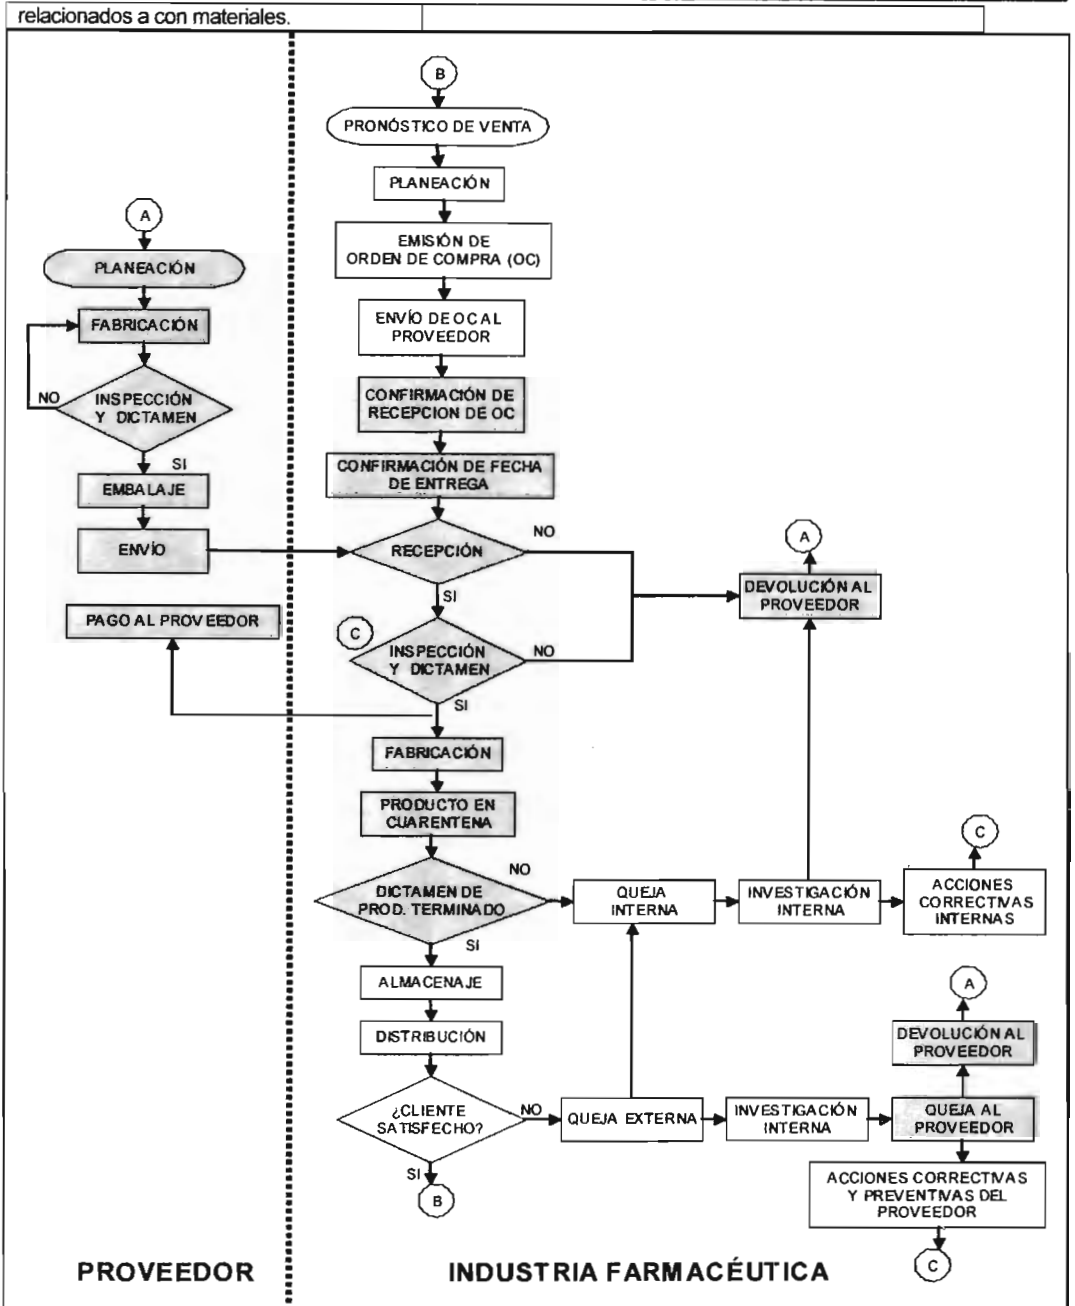 relacionados a con materiales.
B
PRONÓSTICO DE VENTA
PLANEACIÓN
EMISIÓN DE
ORDEN DE COMPRA (OC)
ENVÍO DE OC AL
PROVEEDOR
CONFIRMACIÓN DE
RECEPCION DE OC
CONFIRMACIÓN DE FECHA
DE ENTREGA
A
PLANEACIÓN
FABRICACIÓN
NO
INSPECCIÓN
Y DICTAMEN
SI
EMBALAJE
ENVÍO
PAGO AL PROVEEDOR
RECEPCIÓN
NO
SI
C
INSPECCIÓN
Y DICTAMEN
NO
SI
A
DEVOLUCIÓN AL
PROVEEDOR
FABRICACIÓN
PRODUCTO EN
CUARENTENA
DICTAMEN DE
PROD. TERMINADO
NO
SI
QUEJA
INTERNA
INVESTIGACIÓN
INTERNA
C
ACCIONES
CORRECTIVAS
INTERNAS
ALMACENAJE
DISTRIBUCIÓN
¿CLIENTE
SATISFECHO?
NO
SI
B
QUEJA EXTERNA
INVESTIGACIÓN
INTERNA
A
DEVOLUCIÓN AL
PROVEEDOR
QUEJA AL
PROVEEDOR
ACCIONES CORRECTIVAS
Y PREVENTIVAS DEL
PROVEEDOR
C
PROVEEDOR
INDUSTRIA FARMACÉUTICA